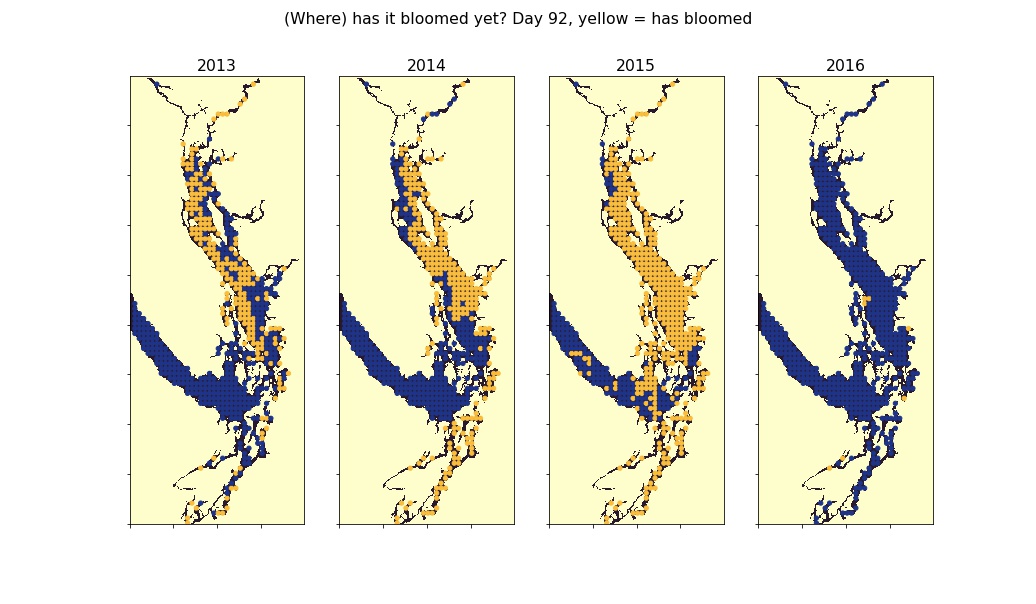 (Where) has it bloomed yet? Day 92, yellow = has bloomed
2013 2014 2015 2016